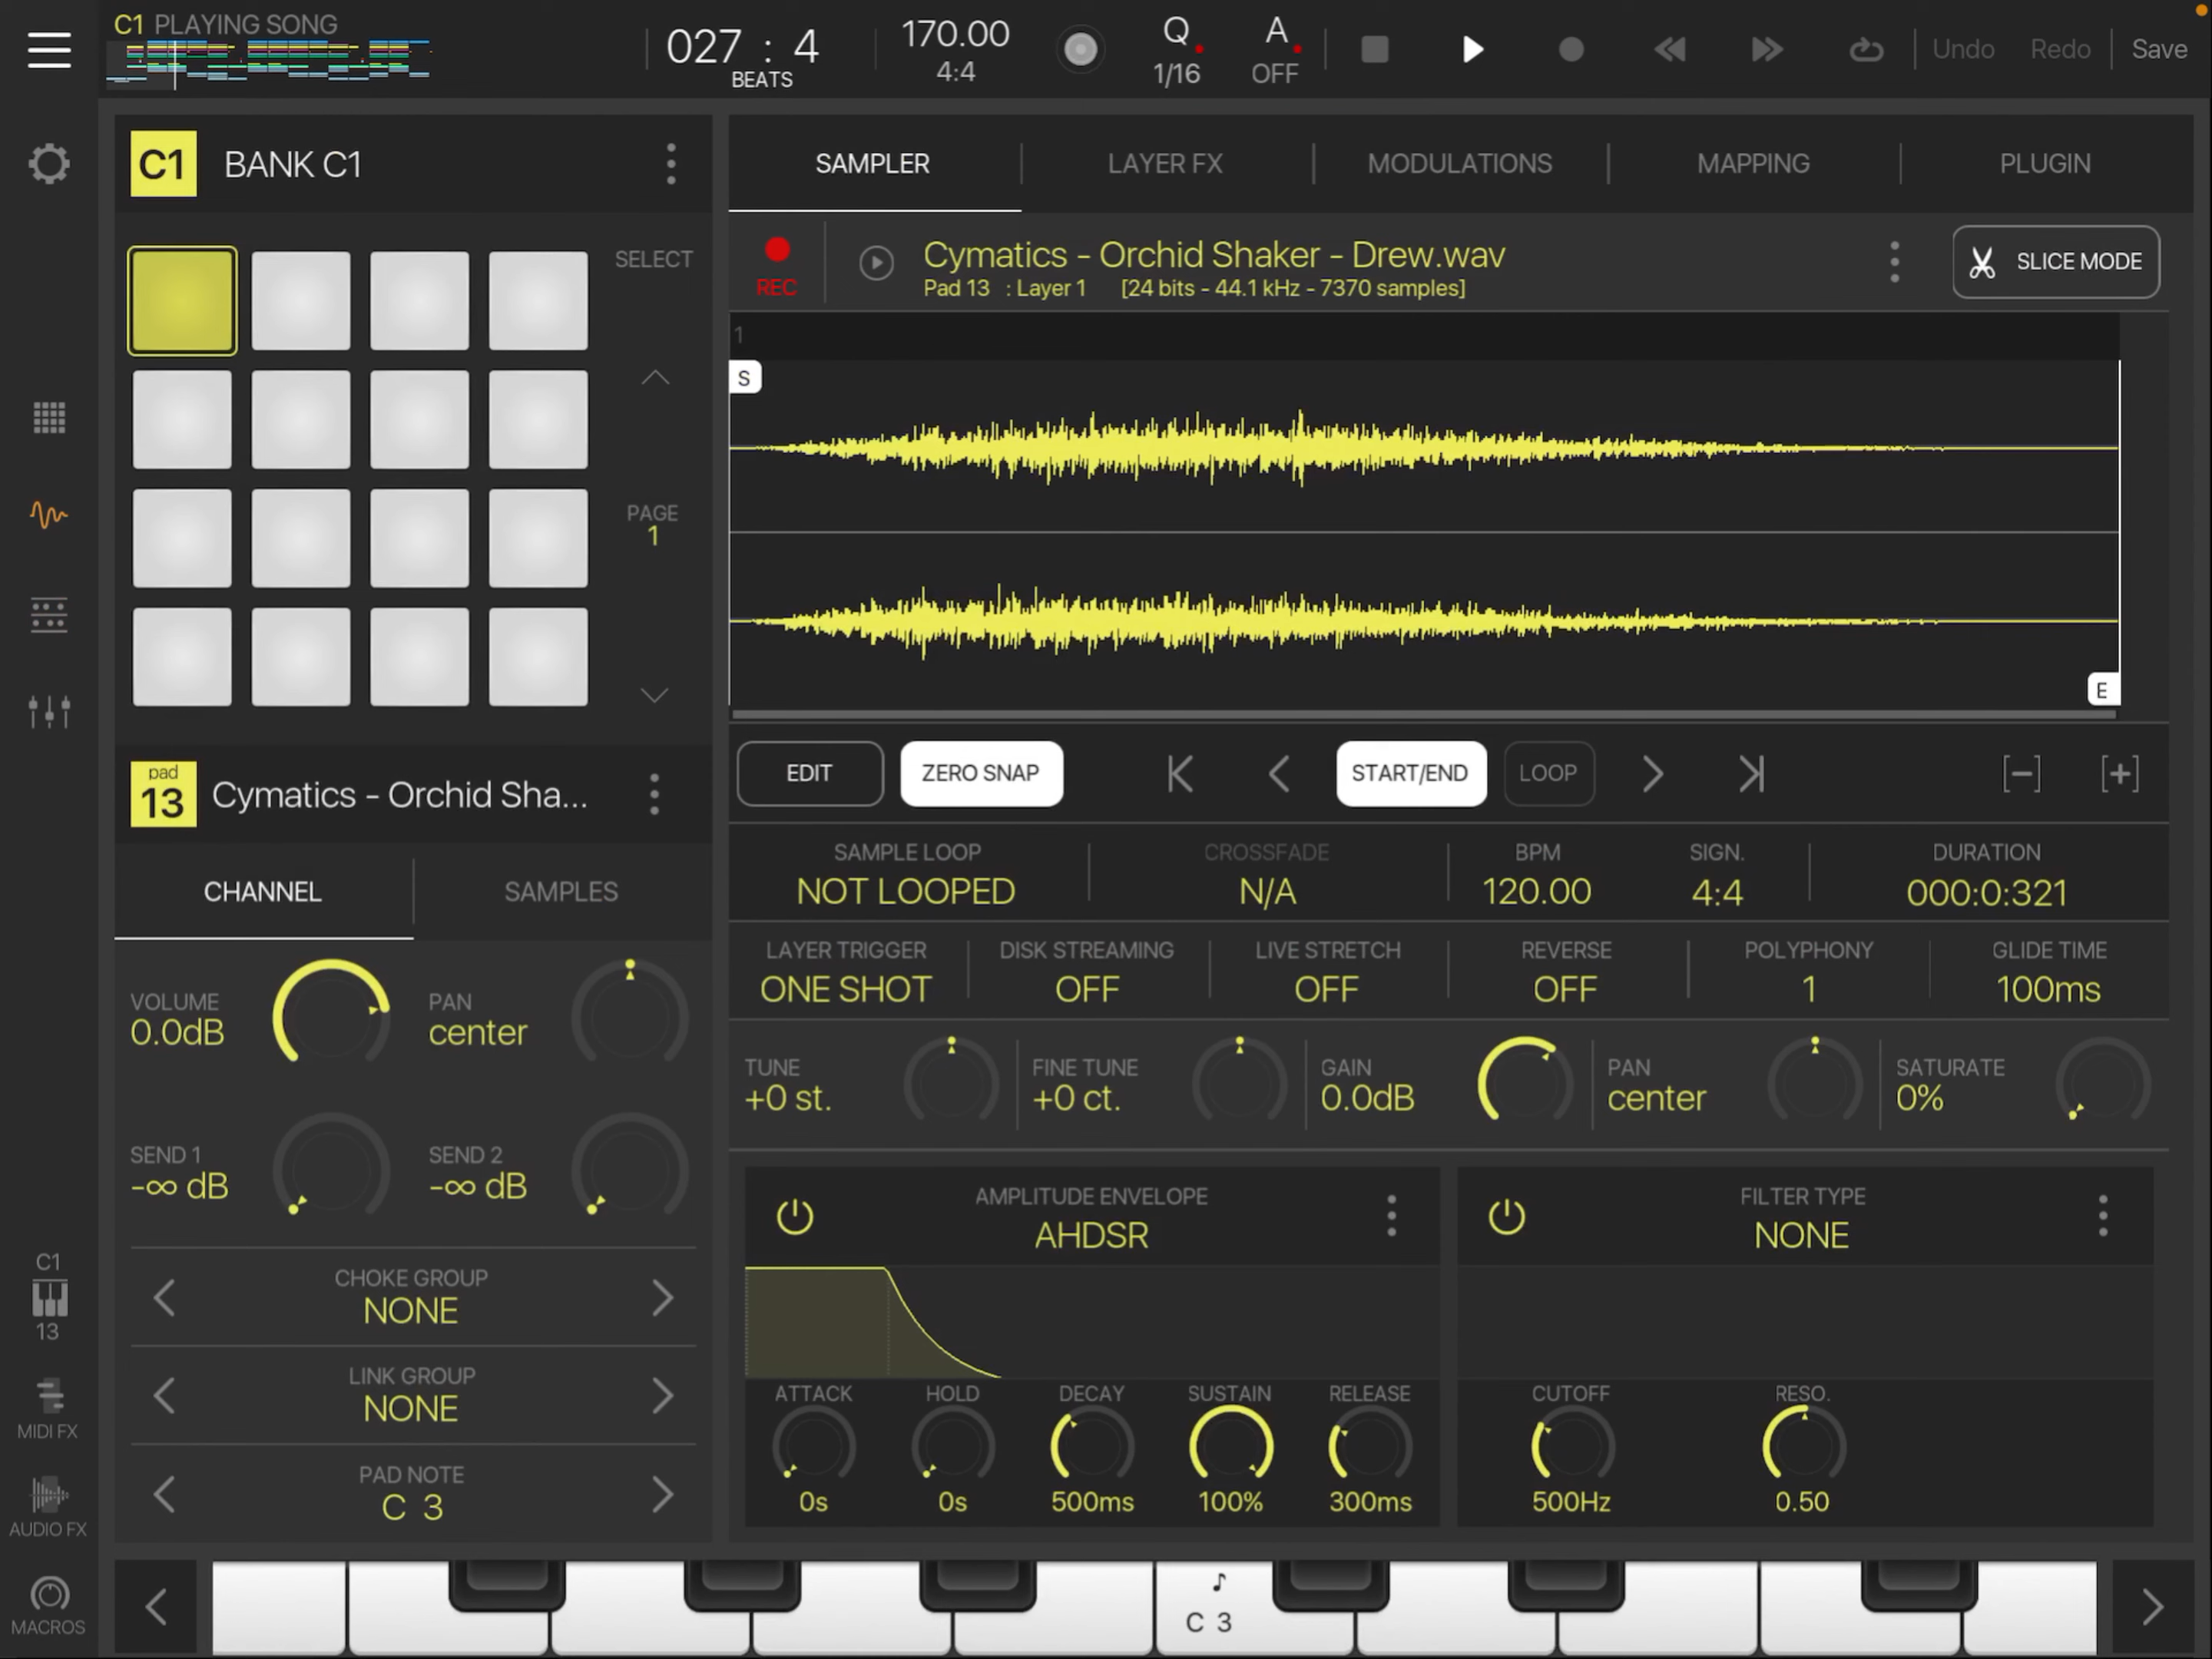 C1 PLAYING SONG
027 : 4
BEATS
170.00
4:4
Q
1/16
A
OFF
Undo
Redo
Save
C1
BANK C1
SELECT
PAGE
1
SAMPLER
LAYER FX
MODULATIONS
MAPPING
PLUGIN
REC
Cymatics - Orchid Shaker - Drew.wav
Pad 13 : Layer 1 [24 bits - 44.1 kHz - 7370 samples]
SLICE MODE
1
S
E
EDIT
ZERO SNAP
START/END
LOOP
[-]
[+]
SAMPLE LOOP
NOT LOOPED
CROSSFADE
N/A
BPM
120.00
SIGN.
4:4
DURATION
000:0:321
LAYER TRIGGER
ONE SHOT
DISK STREAMING
OFF
LIVE STRETCH
OFF
REVERSE
OFF
POLYPHONY
1
GLIDE TIME
100ms
TUNE
+0 st.
FINE TUNE
+0 ct.
GAIN
0.0dB
PAN
center
SATURATE
0%
pad
13
Cymatics - Orchid Sha...
CHANNEL
SAMPLES
VOLUME
0.0dB
PAN
center
SEND 1
-∞ dB
SEND 2
-∞ dB
CHOKE GROUP
NONE
LINK GROUP
NONE
PAD NOTE
C 3
AMPLITUDE ENVELOPE
AHDSR
ATTACK
0s
HOLD
0s
DECAY
500ms
SUSTAIN
100%
RELEASE
300ms
FILTER TYPE
NONE
CUTOFF
500Hz
RESO.
0.50
C1
13
MIDI FX
AUDIO FX
MACROS
♪
C 3